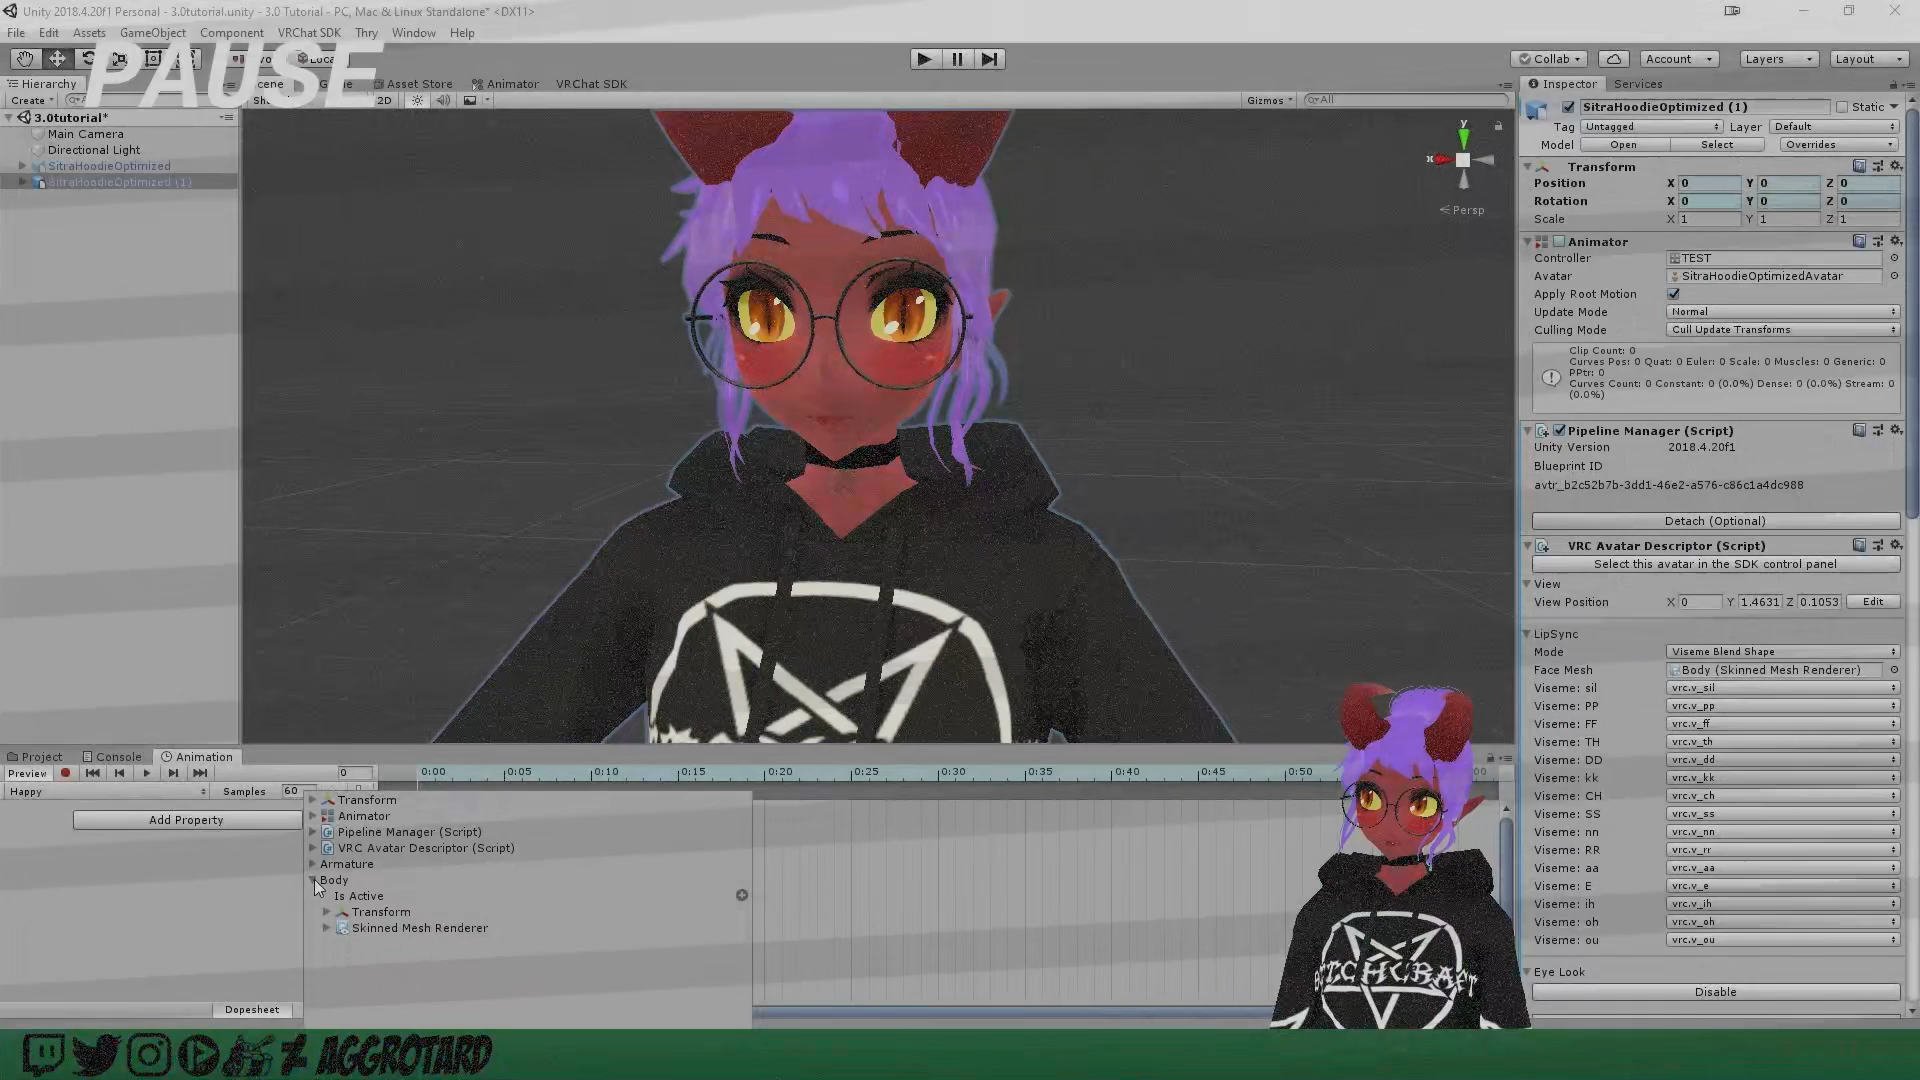 Unity 2018.4.20f1 Personal - 3.0tutorial.unity - 3.0 Tutorial - PC, Mac & Linux Standalone* <DX11>
File Edit Assets GameObject Component VRChat SDK Thry Window Help
PAUSE
Collab Account Layers Layout
Hierarchy
Asset Store Animator VRChat SDK
Inspector Services
Create
2D
Gizmos
All
3.0tutorial*
Main Camera
Directional Light
SitraHoodieOptimized
SitraHoodieOptimized (1)
y
x
Persp
SitraHoodieOptimized (1) Static
Tag Untagged Layer Default
Model Open Select Overrides
Transform
Position X 0 Y 0 Z 0
Rotation X 0 Y 0 Z 0
Scale X 1 Y 1 Z 1
Animator
Controller TEST
Avatar SitraHoodieOptimizedAvatar
Apply Root Motion
Update Mode Normal
Culling Mode Cull Update Transforms
Clip Count: 0
Curves Pos: 0 Quat: 0 Euler: 0 Scale: 0 Muscles: 0 Generic: 0
PPtr: 0
Curves Count: 0 Constant: 0 (0.0%) Dense: 0 (0.0%) Stream: 0
(0.0%)
Pipeline Manager (Script)
Unity Version 2018.4.20f1
Blueprint ID
avtr_b2c52b7b-3dd1-46e2-a576-c86c1a4dc988
Detach (Optional)
VRC Avatar Descriptor (Script)
Select this avatar in the SDK control panel
View
View Position X 0 Y 1.4631 Z 0.1053 Edit
LipSync
Mode Viseme Blend Shape
Face Mesh Body (Skinned Mesh Renderer)
Viseme: sil vrc.v_sil
Viseme: PP vrc.v_pp
Viseme: FF vrc.v_ff
Viseme: TH vrc.v_th
Viseme: DD vrc.v_dd
Viseme: kk vrc.v_kk
Viseme: CH vrc.v_ch
Viseme: SS vrc.v_ss
Viseme: nn vrc.v_nn
Viseme: RR vrc.v_rr
Viseme: aa vrc.v_aa
Viseme: E vrc.v_e
Viseme: ih vrc.v_ih
Viseme: oh vrc.v_oh
Viseme: ou vrc.v_ou
Eye Look
Disable
Project Console Animation
Preview 0
0:00 0:05 0:10 0:15 0:20 0:25 0:30 0:35 0:40 0:45 0:50
Happy Samples 60
Add Property
Transform
Animator
Pipeline Manager (Script)
VRC Avatar Descriptor (Script)
Armature
Body
Is Active
Transform
Skinned Mesh Renderer
Dopesheet
AGGROTARD